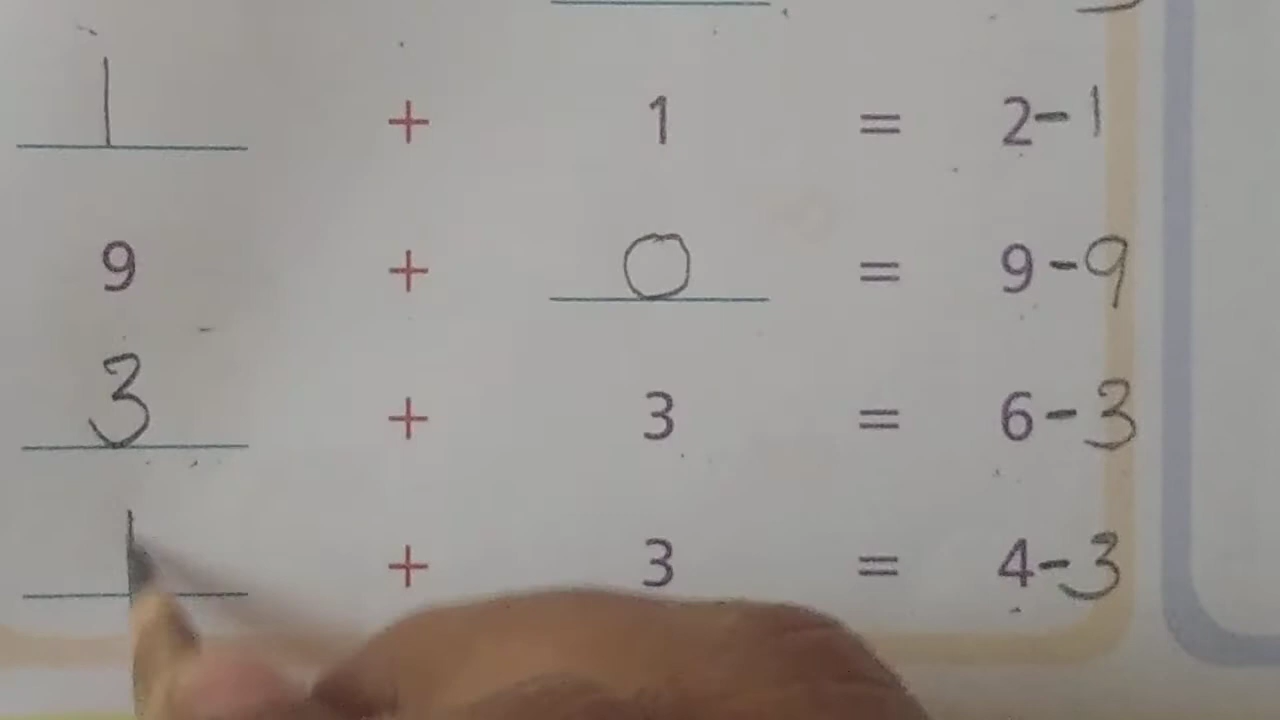 1 + 1 = 2-1
9 + 0 = 9-9
3 + 3 = 6-3
1 + 3 = 4-3